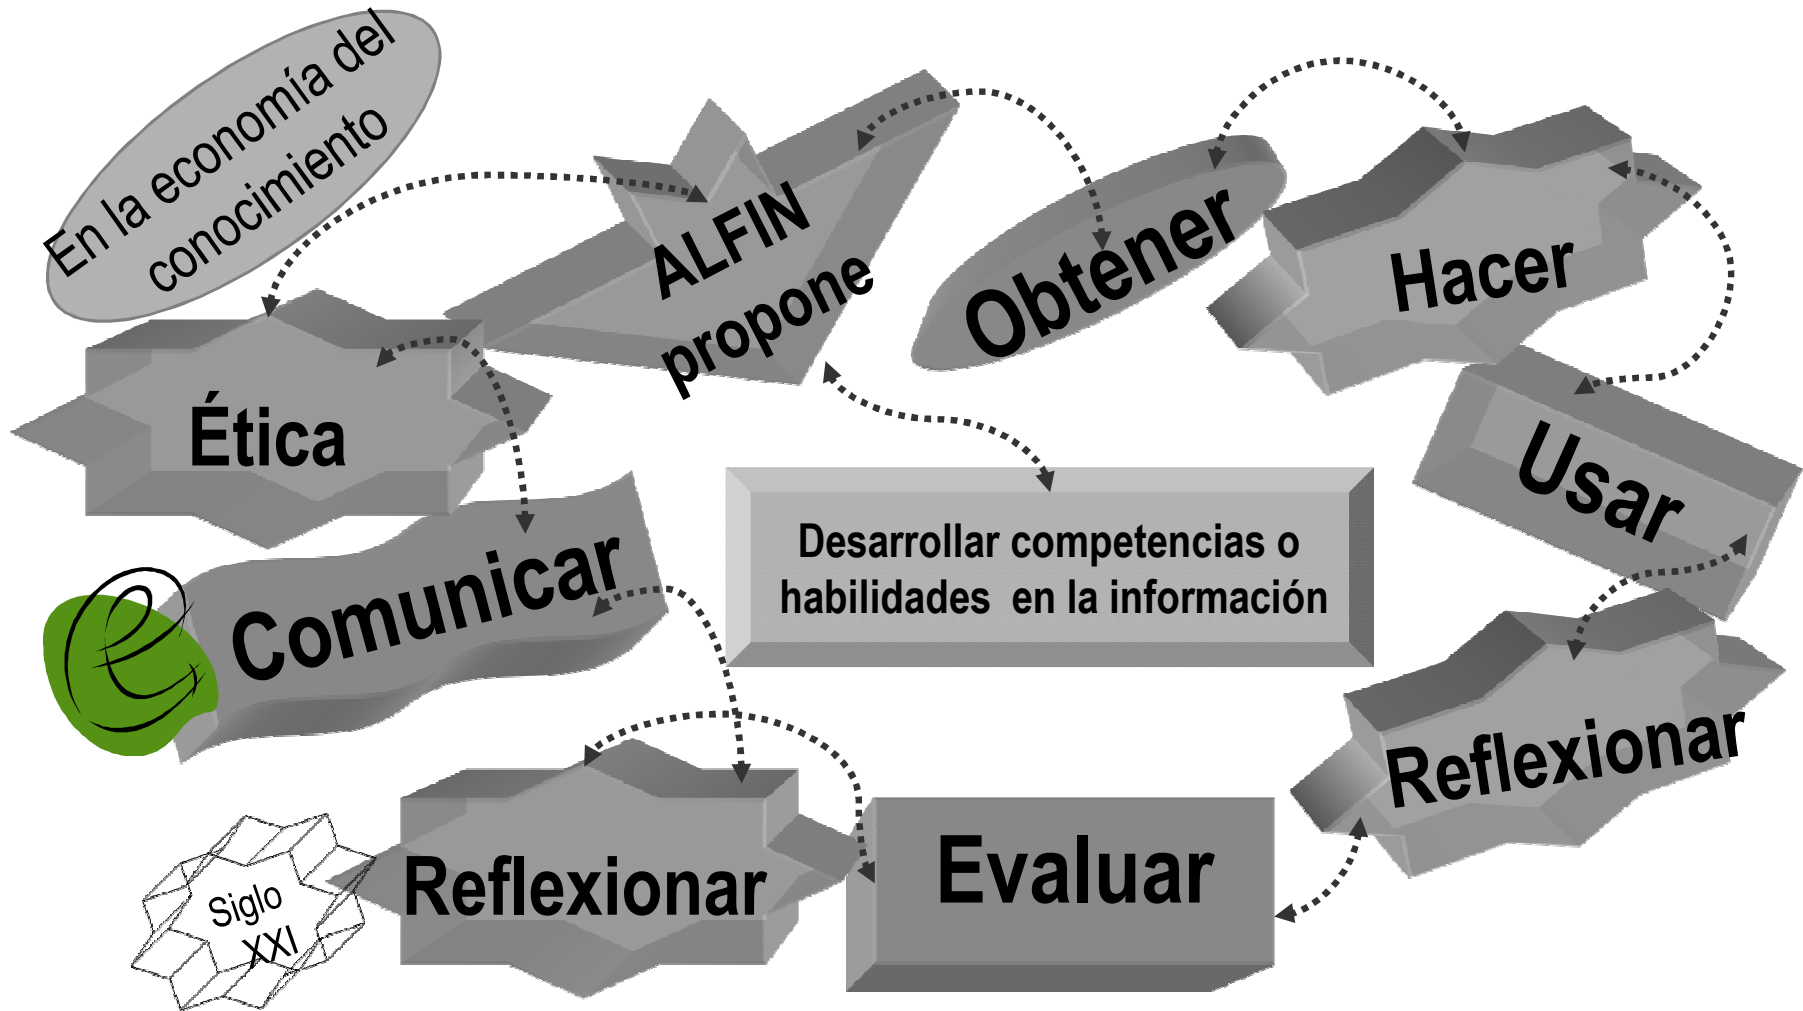 En la economía del
conocimiento
ALFIN
propone
Obtener
Hacer
Usar
Ética
Comunicar
Desarrollar competencias o
habilidades en la información
Reflexionar
Evaluar
Reflexionar
Siglo
XXI